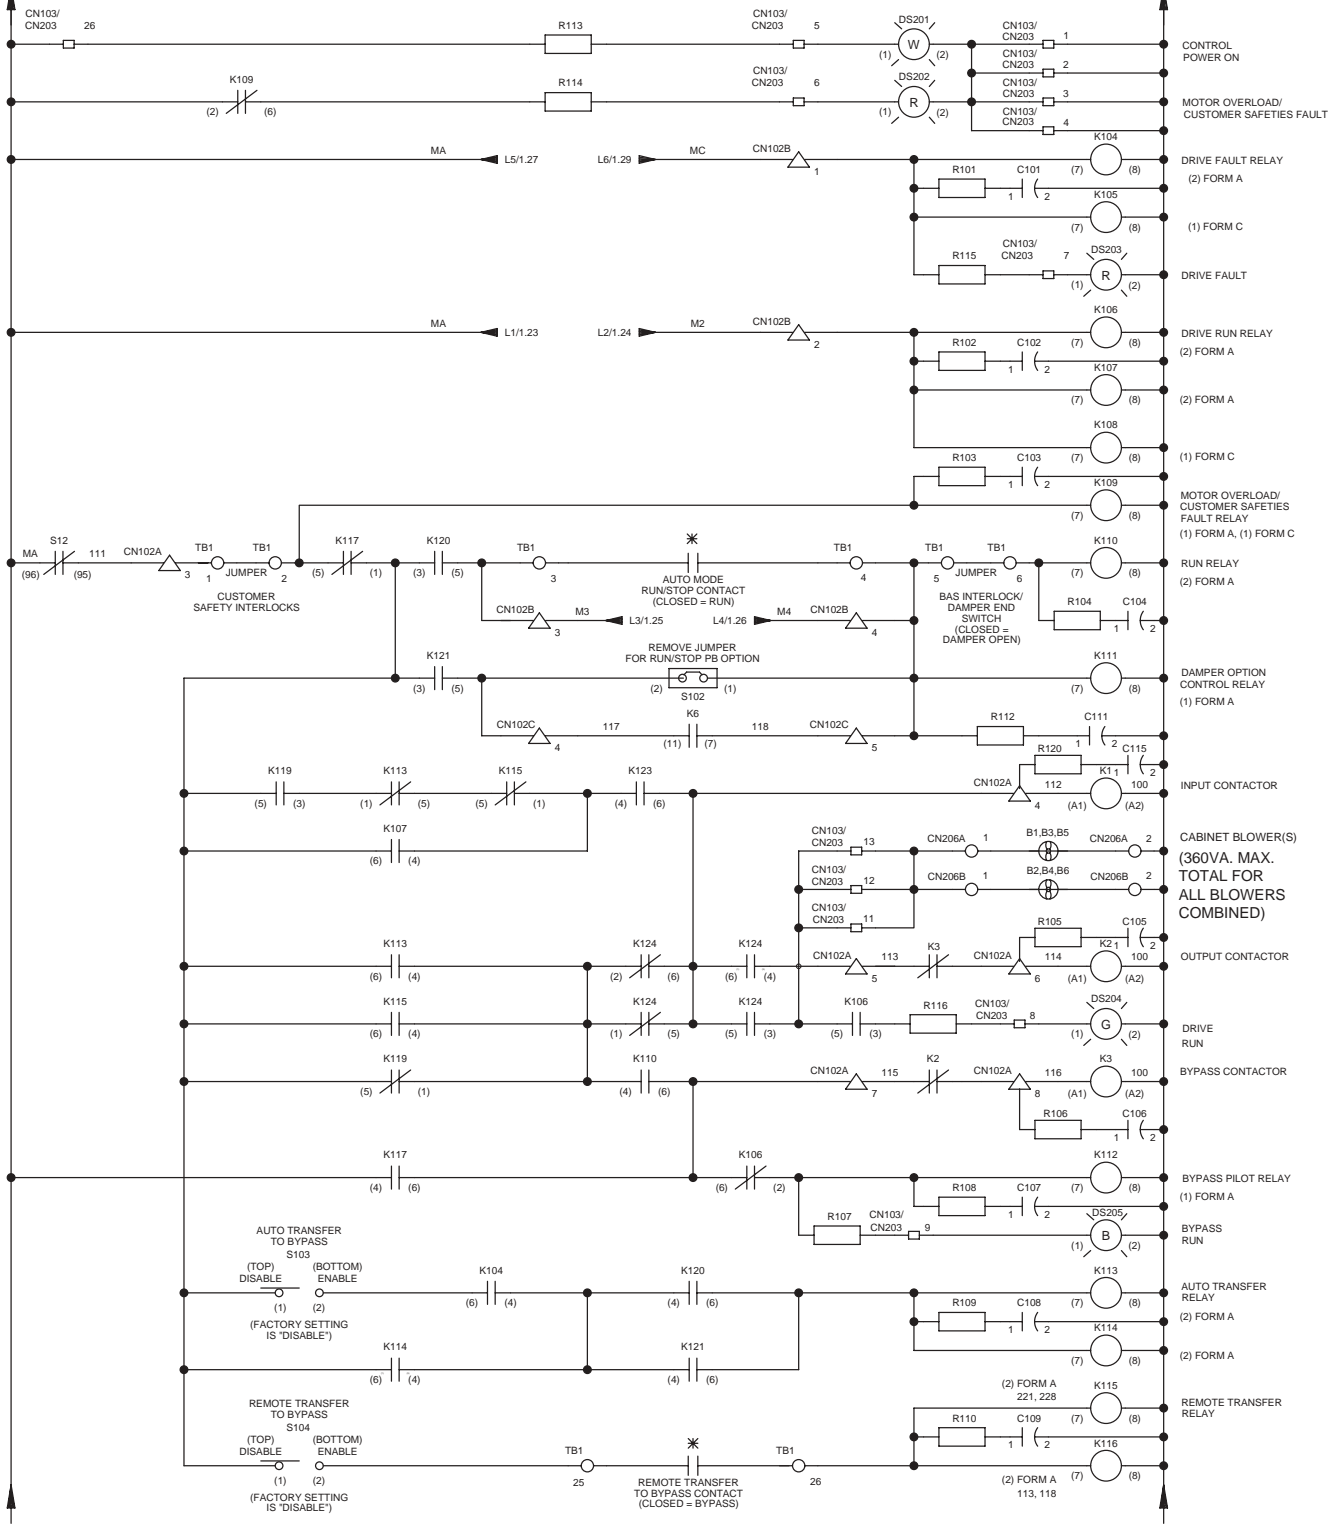 CN103/
CN203
26
R113
CN103/
CN203
5
DS201
W
(1)
(2)
CN103/
CN203
1
CONTROL
POWER ON
CN103/
CN203
2
K109
(2)
(6)
R114
CN103/
CN203
6
DS202
R
(1)
(2)
CN103/
CN203
3
MOTOR OVERLOAD/
CUSTOMER SAFETIES FAULT
CN103/
CN203
4
MA
L5/1.27
L6/1.29
MC
CN102B
1
K104
(7)
(8)
DRIVE FAULT RELAY
(2) FORM A
R101
C101
1
2
K105
(7)
(8)
(1) FORM C
R115
CN103/
CN203
7
DS203
R
(1)
(2)
DRIVE FAULT
MA
L1/1.23
L2/1.24
M2
CN102B
2
K106
(7)
(8)
DRIVE RUN RELAY
(2) FORM A
R102
C102
1
2
K107
(7)
(8)
(2) FORM A
K108
(7)
(8)
(1) FORM C
R103
C103
1
2
K109
(7)
(8)
MOTOR OVERLOAD/
CUSTOMER SAFETIES
FAULT RELAY
(1) FORM A, (1) FORM C
MA
S12
111
(96)
(95)
CN102A
3
TB1
1
TB1
2
JUMPER
CUSTOMER
SAFETY INTERLOCKS
K117
(5)
(1)
K120
(3)
(5)
TB1
3
*
AUTO MODE
RUN/STOP CONTACT
(CLOSED = RUN)
TB1
4
TB1
5
TB1
6
JUMPER
BAS INTERLOCK/
DAMPER END
SWITCH
(CLOSED =
DAMPER OPEN)
K110
(7)
(8)
RUN RELAY
(2) FORM A
CN102B
3
M3
L3/1.25
L4/1.26
M4
CN102B
4
R104
C104
1
2
K121
(3)
(5)
REMOVE JUMPER
FOR RUN/STOP PB OPTION
(2)
(1)
S102
K111
(7)
(8)
DAMPER OPTION
CONTROL RELAY
(1) FORM A
CN102C
4
117
K6
(11)
(7)
118
CN102C
5
R112
C111
1
2
R120
C115
1
2
K119
(5)
(3)
K113
(1)
(5)
K115
(5)
(1)
K123
(4)
(6)
CN102A
4
112
K1
(A1)
(A2)
100
INPUT CONTACTOR
K107
(6)
(4)
CN103/
CN203
13
CN206A
1
B1,B3,B5
CN206A
2
CABINET BLOWER(S)
(360VA. MAX.
TOTAL FOR
ALL BLOWERS
COMBINED)
CN103/
CN203
12
CN206B
1
B2,B4,B6
CN206B
2
CN103/
CN203
11
R105
C105
1
2
K113
(6)
(4)
K124
(2)
(6)
K124
(6)
(4)
CN102A
5
113
K3
CN102A
6
114
K2
(A1)
(A2)
100
OUTPUT CONTACTOR
K115
(6)
(4)
K124
(1)
(5)
K124
(5)
(3)
K106
(5)
(3)
R116
CN103/
CN203
8
DS204
G
(1)
(2)
DRIVE
RUN
K119
(5)
(1)
K110
(4)
(6)
CN102A
7
115
K2
CN102A
8
116
K3
(A1)
(A2)
100
BYPASS CONTACTOR
R106
C106
1
2
K117
(4)
(6)
K106
(6)
(2)
K112
(7)
(8)
BYPASS PILOT RELAY
(1) FORM A
R108
C107
1
2
R107
CN103/
CN203
9
DS205
B
(1)
(2)
BYPASS
RUN
AUTO TRANSFER
TO BYPASS
S103
(TOP)
DISABLE
(BOTTOM)
ENABLE
(1)
(2)
(FACTORY SETTING
IS "DISABLE")
K104
(6)
(4)
K120
(4)
(6)
K113
(7)
(8)
AUTO TRANSFER
RELAY
(2) FORM A
R109
C108
1
2
K114
(6)
(4)
K121
(4)
(6)
K114
(7)
(8)
(2) FORM A
(2) FORM A
221, 228
K115
(7)
(8)
REMOTE TRANSFER
RELAY
REMOTE TRANSFER
TO BYPASS
S104
(TOP)
DISABLE
(BOTTOM)
ENABLE
(1)
(2)
(FACTORY SETTING
IS "DISABLE")
TB1
25
*
REMOTE TRANSFER
TO BYPASS CONTACT
(CLOSED = BYPASS)
TB1
26
R110
C109
1
2
K116
(7)
(8)
(2) FORM A
113, 118